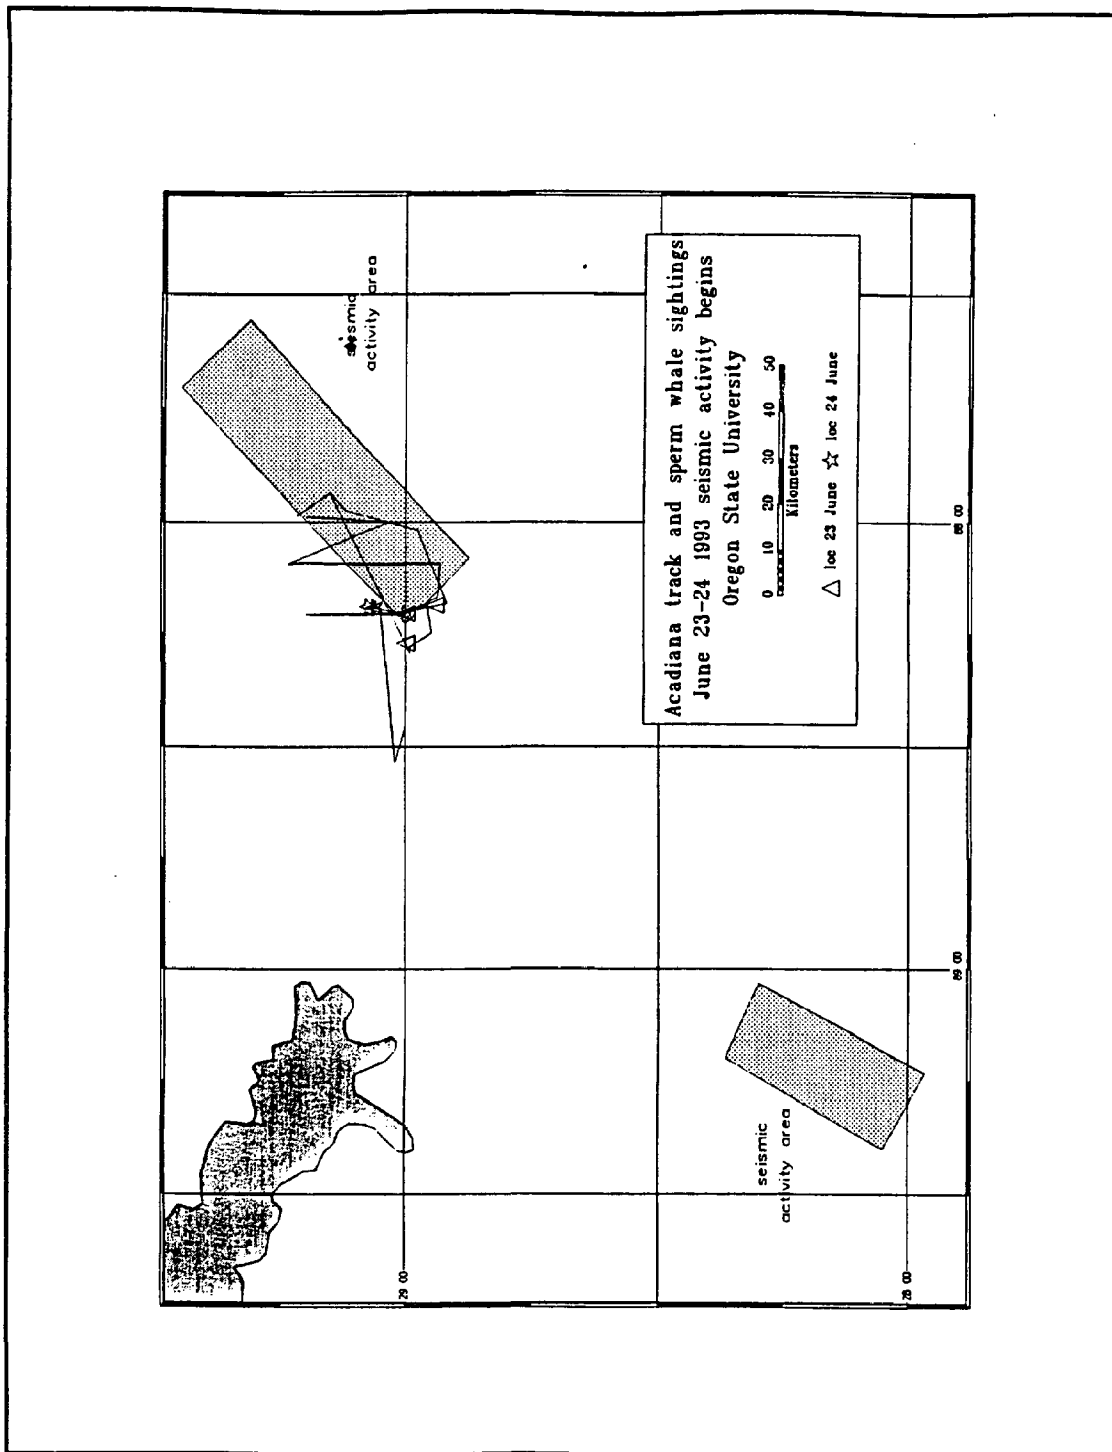 seismic
activity area
Acadiana track and sperm whale sightings
June 23-24 1993 seismic activity begins
Oregon State University
0 10 20 30 40 50
Kilometers
loc 23 June loc 24 June
seismic
activity area
29 00
28 00
89 00
88 00